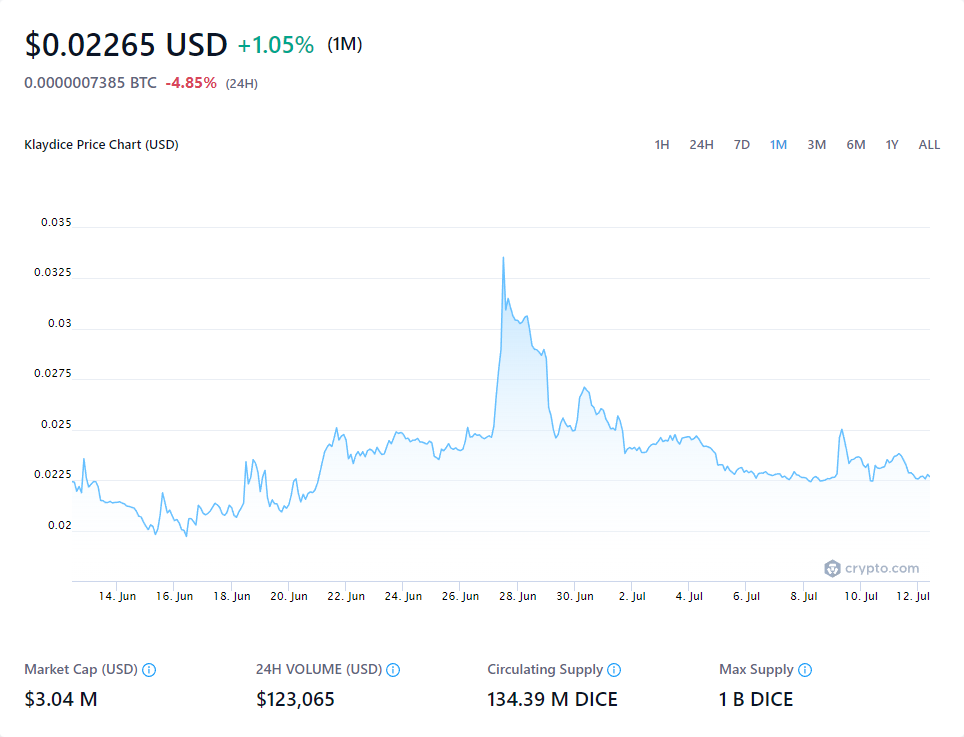 $0.02265 USD +1.05% (1M)
0.0000007385 BTC -4.85% (24H)
Klaydice Price Chart (USD)
1H 24H 7D 1M 3M 6M 1Y ALL
0.035
0.0325
0.03
0.0275
0.025
0.0225
0.02
crypto.com
14. Jun 16. Jun 18. Jun 20. Jun 22. Jun 24. Jun 26. Jun 28. Jun 30. Jun 2. Jul 4. Jul 6. Jul 8. Jul 10. Jul 12. Jul
Market Cap (USD) 24H VOLUME (USD) Circulating Supply Max Supply
$3.04 M $123,065 134.39 M DICE 1 B DICE